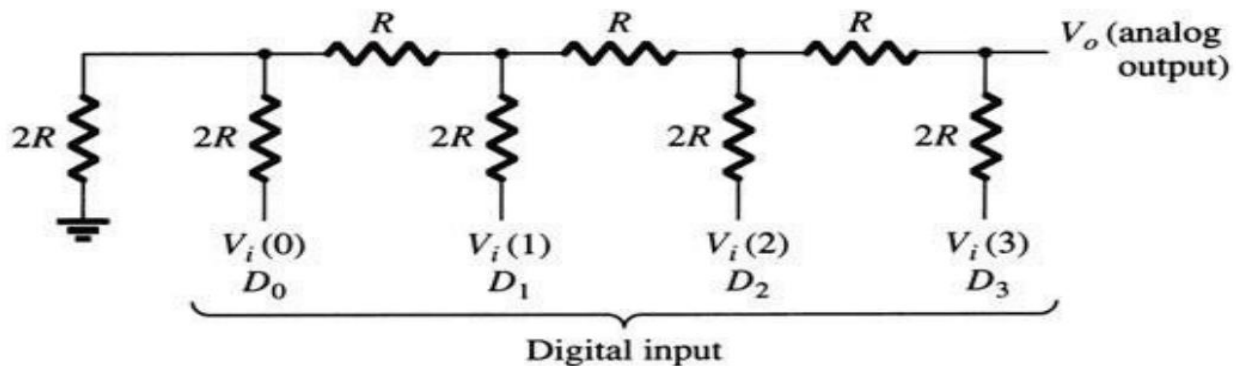 R R R
V_o (analog
output)
2R 2R 2R 2R 2R
V_i(0) V_i(1) V_i(2) V_i(3)
D_0 D_1 D_2 D_3
Digital input